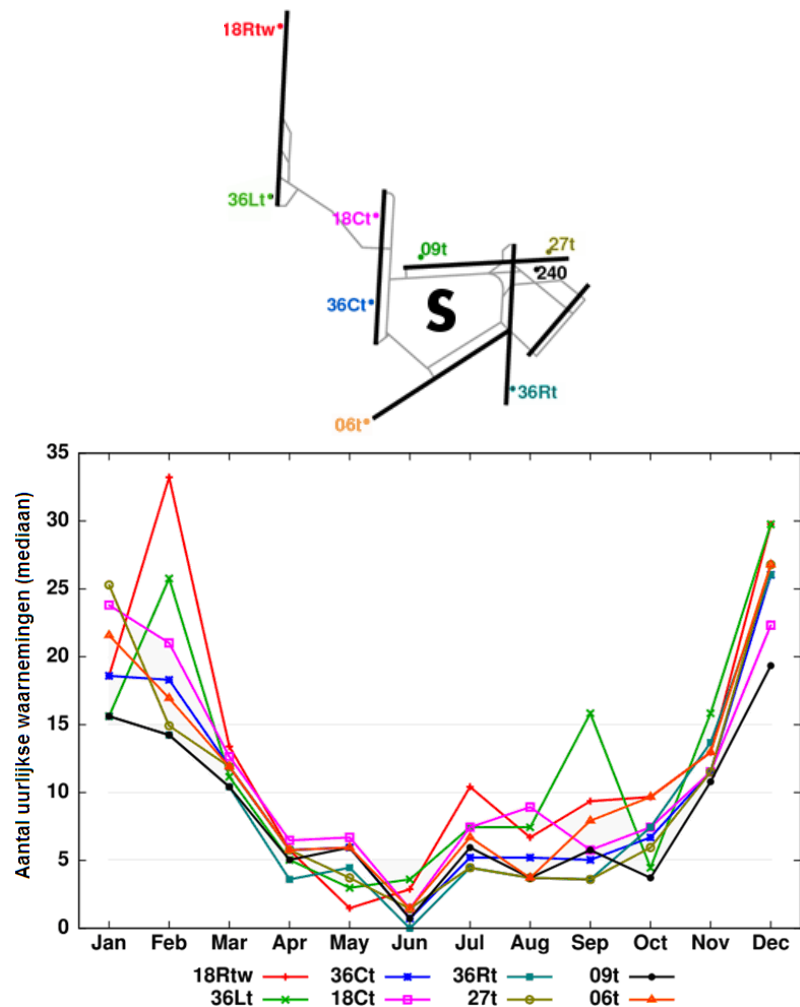 18Rtw
36Lt
18Ct
09t
27t
240
36Ct
S
36Rt
06t
Aantal uurlijkse waarnemingen (mediaan)
35
30
25
20
15
10
5
0
Jan Feb Mar Apr May Jun Jul Aug Sep Oct Nov Dec
18Rtw 36Ct 36Rt 09t
36Lt 18Ct 27t 06t